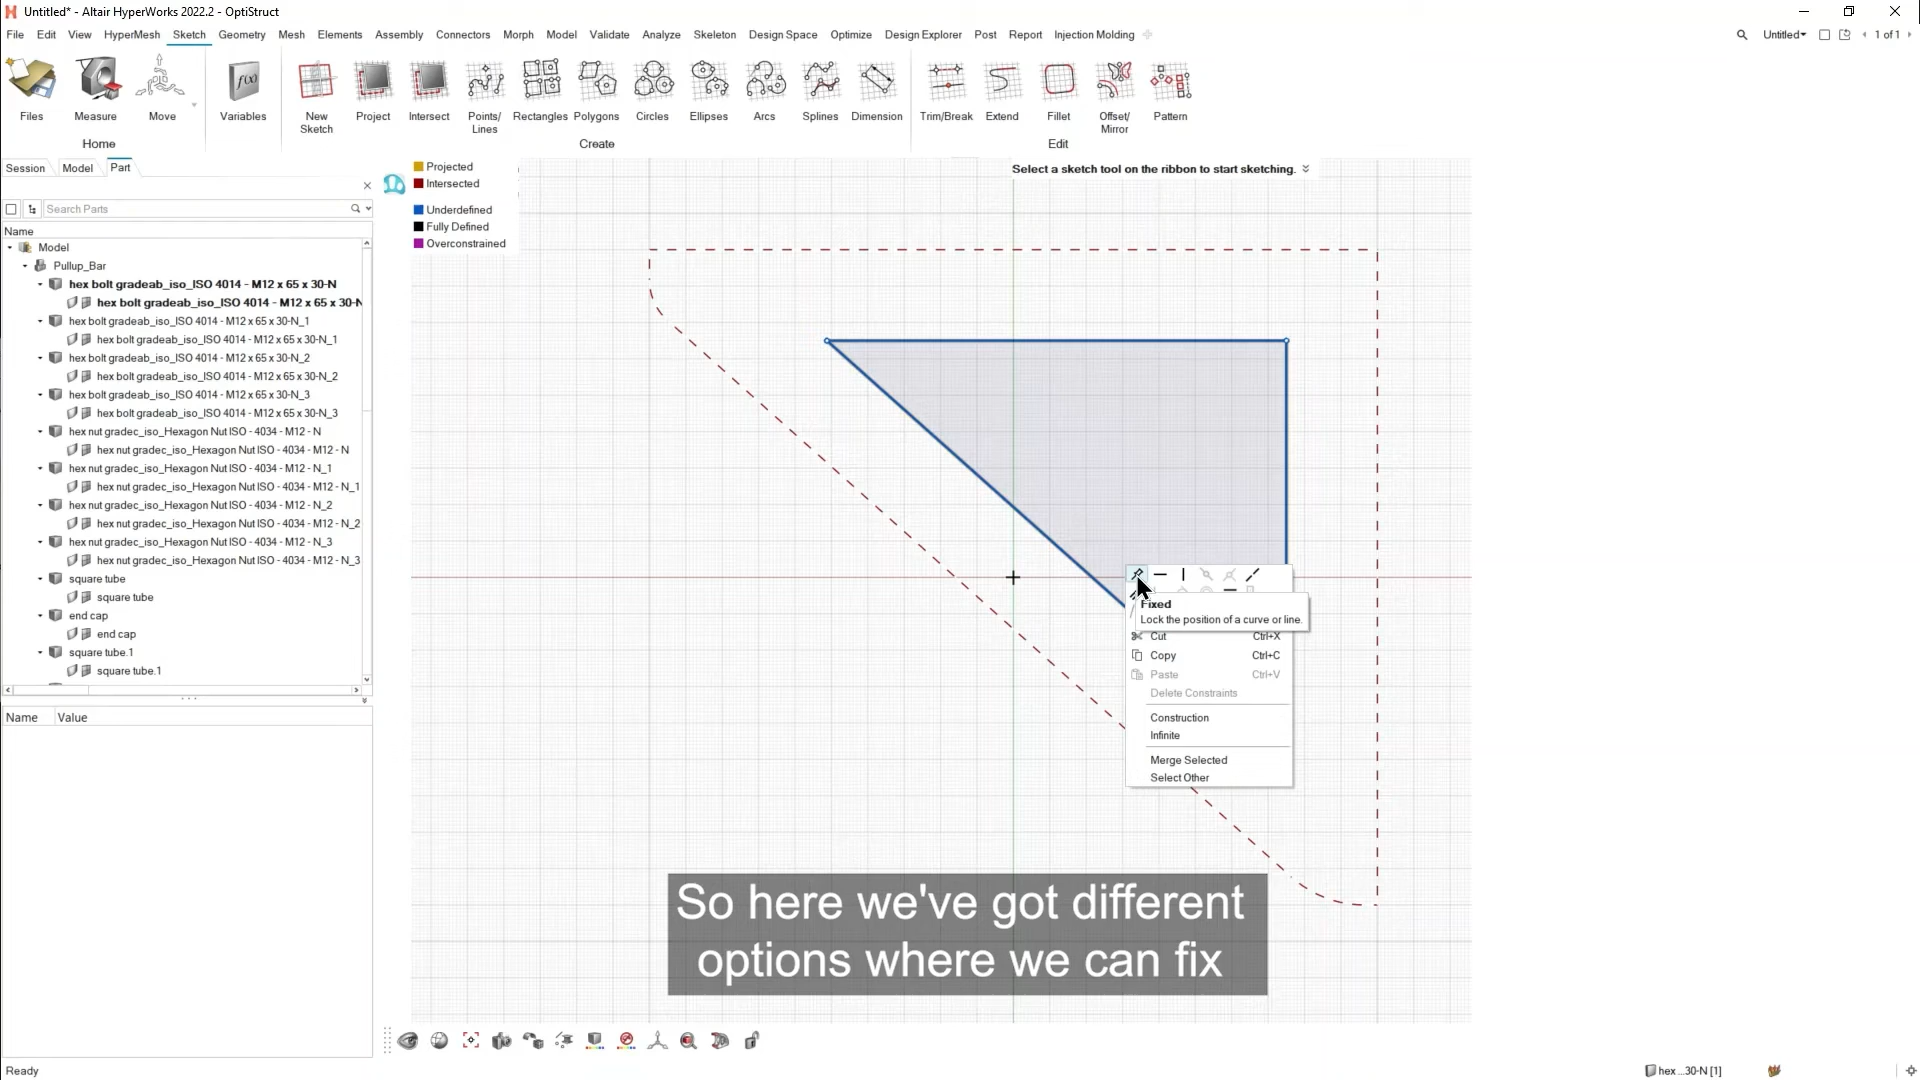 Untitled* - Altair HyperWorks 2022.2 - OptiStruct
File Edit View HyperMesh Sketch Geometry Mesh Elements Assembly Connectors Morph Model Validate Analyze Skeleton Design Space Optimize Design Explorer Post Report Injection Molding Untitled 1 of 1
Files Measure Move Variables New Sketch Project Intersect Points/Lines Rectangles Polygons Circles Ellipses Arcs Splines Dimension Trim/Break Extend Fillet Offset/Mirror Pattern
Home Create Edit
Session Model Part
Search Parts
Name
Model
Pullup_Bar
hex bolt gradeab_iso_ISO 4014 - M12 x 65 x 30-N
hex bolt gradeab_iso_ISO 4014 - M12 x 65 x 30-N
hex bolt gradeab_iso_ISO 4014 - M12 x 65 x 30-N_1
hex bolt gradeab_iso_ISO 4014 - M12 x 65 x 30-N_1
hex bolt gradeab_iso_ISO 4014 - M12 x 65 x 30-N_2
hex bolt gradeab_iso_ISO 4014 - M12 x 65 x 30-N_2
hex bolt gradeab_iso_ISO 4014 - M12 x 65 x 30-N_3
hex bolt gradeab_iso_ISO 4014 - M12 x 65 x 30-N_3
hex nut gradec_iso_Hexagon Nut ISO - 4034 - M12 - N
hex nut gradec_iso_Hexagon Nut ISO - 4034 - M12 - N
hex nut gradec_iso_Hexagon Nut ISO - 4034 - M12 - N_1
hex nut gradec_iso_Hexagon Nut ISO - 4034 - M12 - N_1
hex nut gradec_iso_Hexagon Nut ISO - 4034 - M12 - N_2
hex nut gradec_iso_Hexagon Nut ISO - 4034 - M12 - N_2
hex nut gradec_iso_Hexagon Nut ISO - 4034 - M12 - N_3
hex nut gradec_iso_Hexagon Nut ISO - 4034 - M12 - N_3
square tube
square tube
end cap
end cap
square tube.1
square tube.1
Name Value
Projected
Intersected
Underdefined
Fully Defined
Overconstrained
Select a sketch tool on the ribbon to start sketching.
Fixed
Lock the position of a curve or line.
Cut Ctrl+X
Copy Ctrl+C
Paste Ctrl+V
Delete Constraints
Construction
Infinite
Merge Selected
Select Other
So here we've got different
options where we can fix
Ready
hex ...30-N [1]